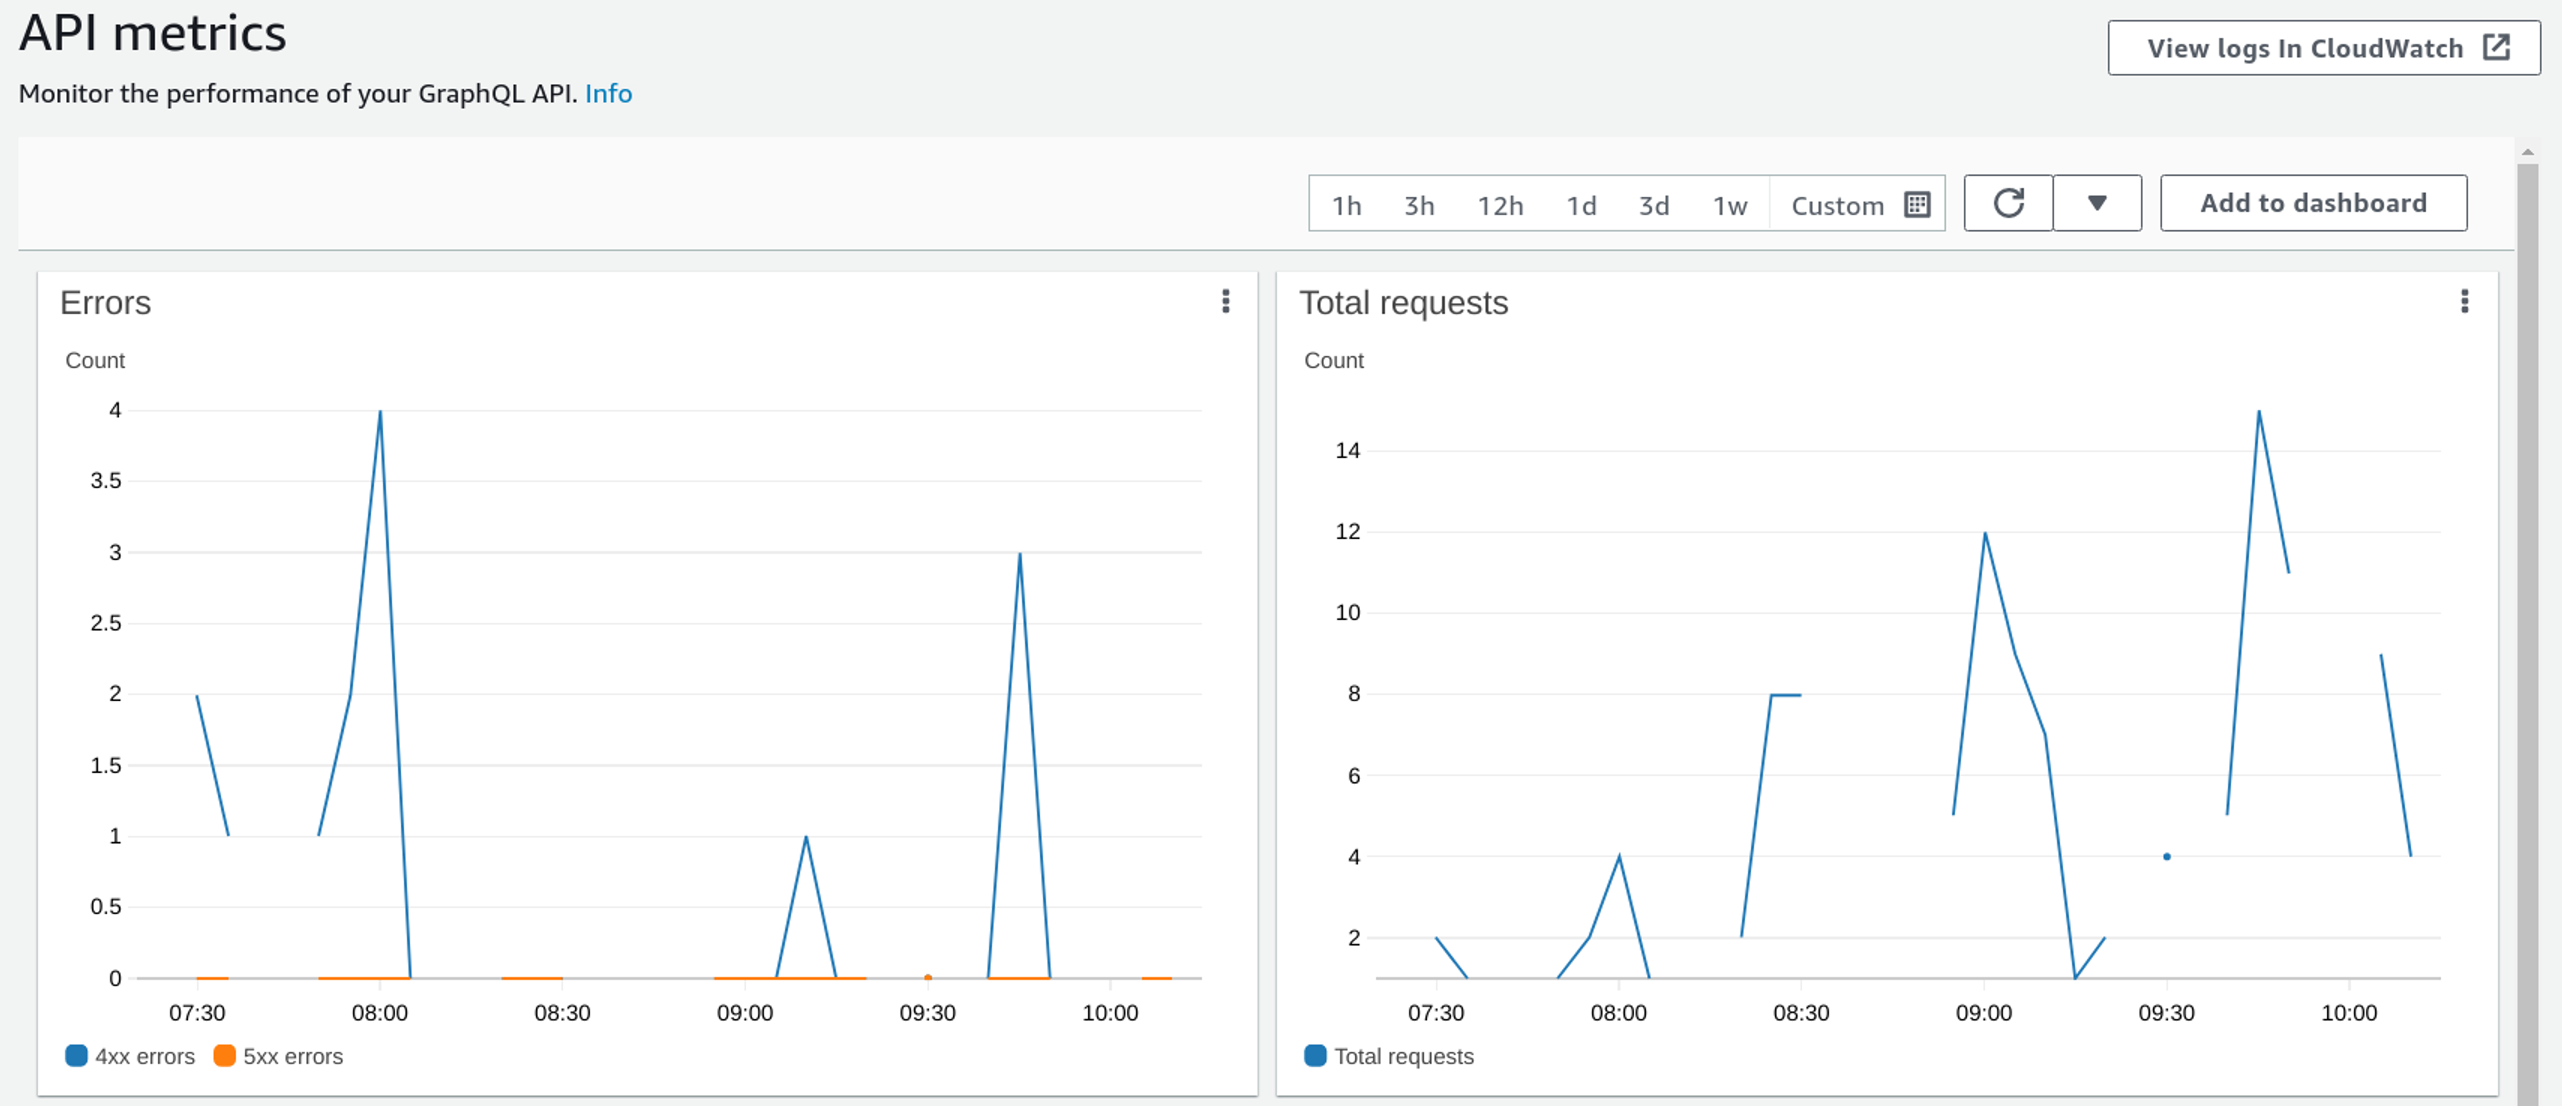 API metrics
View logs In CloudWatch
Monitor the performance of your GraphQL API. Info
1h 3h 12h 1d 3d 1w Custom
Add to dashboard
Errors
Count
4
3.5
3
2.5
2
1.5
1
0.5
0
07:30 08:00 08:30 09:00 09:30 10:00
4xx errors 5xx errors
Total requests
Count
14
12
10
8
6
4
2
07:30 08:00 08:30 09:00 09:30 10:00
Total requests